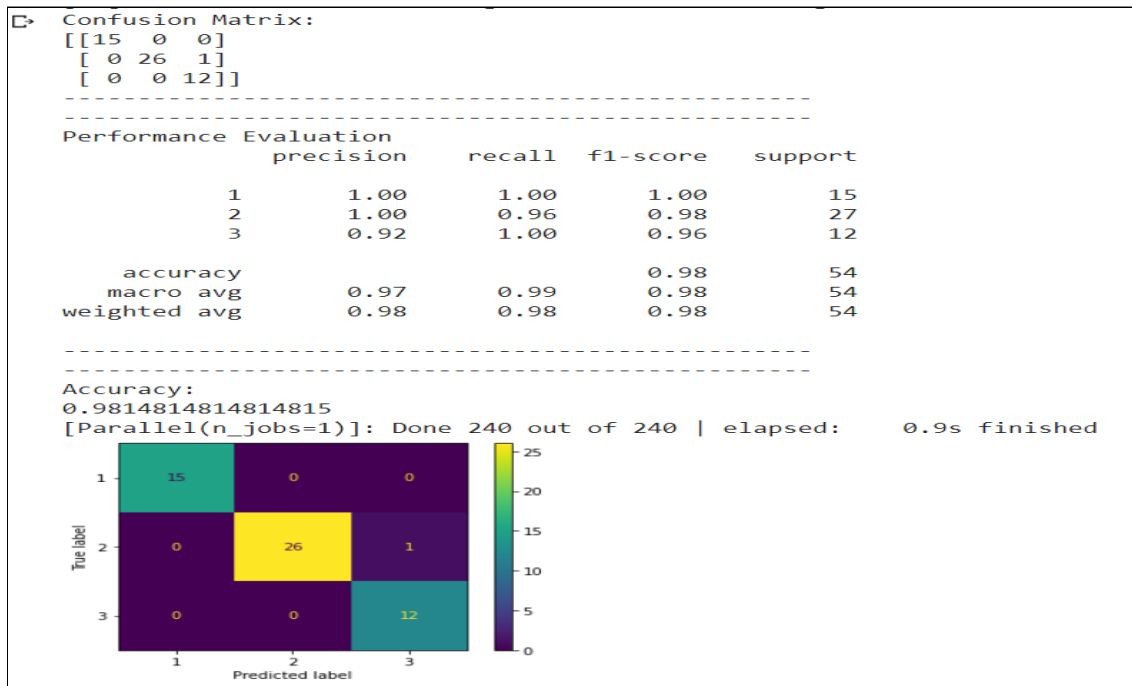 Confusion Matrix:
[[15  0  0]
 [ 0 26  1]
 [ 0  0 12]]
------------------------------------------------------
------------------------------------------------------
Performance Evaluation
              precision    recall  f1-score   support
           1       1.00      1.00      1.00        15
           2       1.00      0.96      0.98        27
           3       0.92      1.00      0.96        12
    accuracy                           0.98        54
   macro avg       0.97      0.99      0.98        54
weighted avg       0.98      0.98      0.98        54
------------------------------------------------------
------------------------------------------------------
Accuracy:
0.9814814814814815
[Parallel(n_jobs=1)]: Done 240 out of 240 | elapsed:    0.9s finished
25
1 15 0 0
20
True label
15
2 0 26 1
10
5
3 0 0 12
0
1 2 3
Predicted label